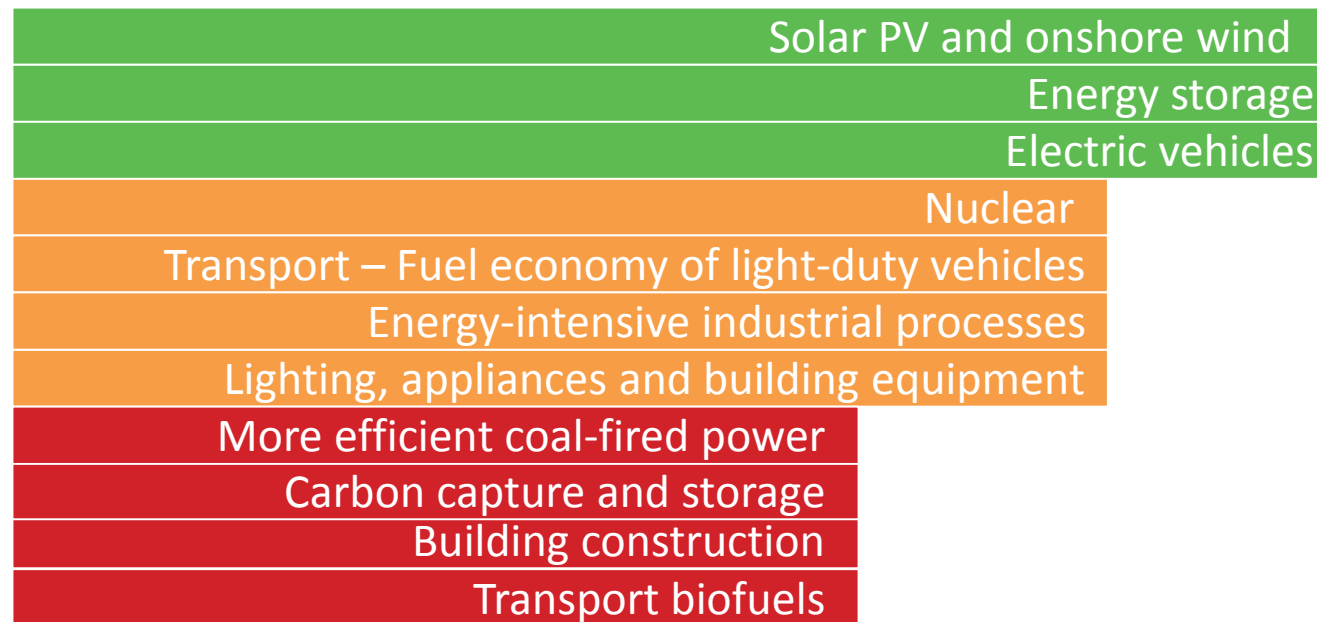 Solar PV and onshore wind
Energy storage
Electric vehicles
Nuclear
Transport – Fuel economy of light-duty vehicles
Energy-intensive industrial processes
Lighting, appliances and building equipment
More efficient coal-fired power
Carbon capture and storage
Building construction
Transport biofuels